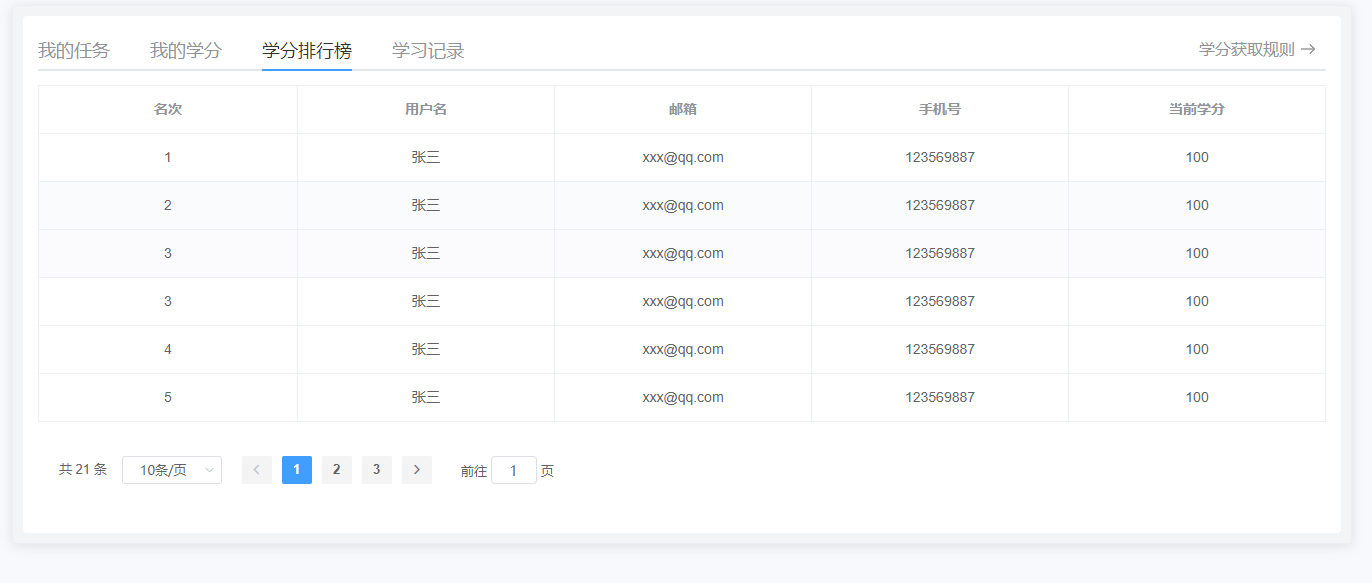 我的任务 我的学分 学分排行榜 学习记录 学分获取规则 →
名次 用户名 邮箱 手机号 当前学分
1 张三 xxx@qq.com 123569887 100
2 张三 xxx@qq.com 123569887 100
3 张三 xxx@qq.com 123569887 100
3 张三 xxx@qq.com 123569887 100
4 张三 xxx@qq.com 123569887 100
5 张三 xxx@qq.com 123569887 100
共 21 条 10条/页 1 2 3 前往 1 页